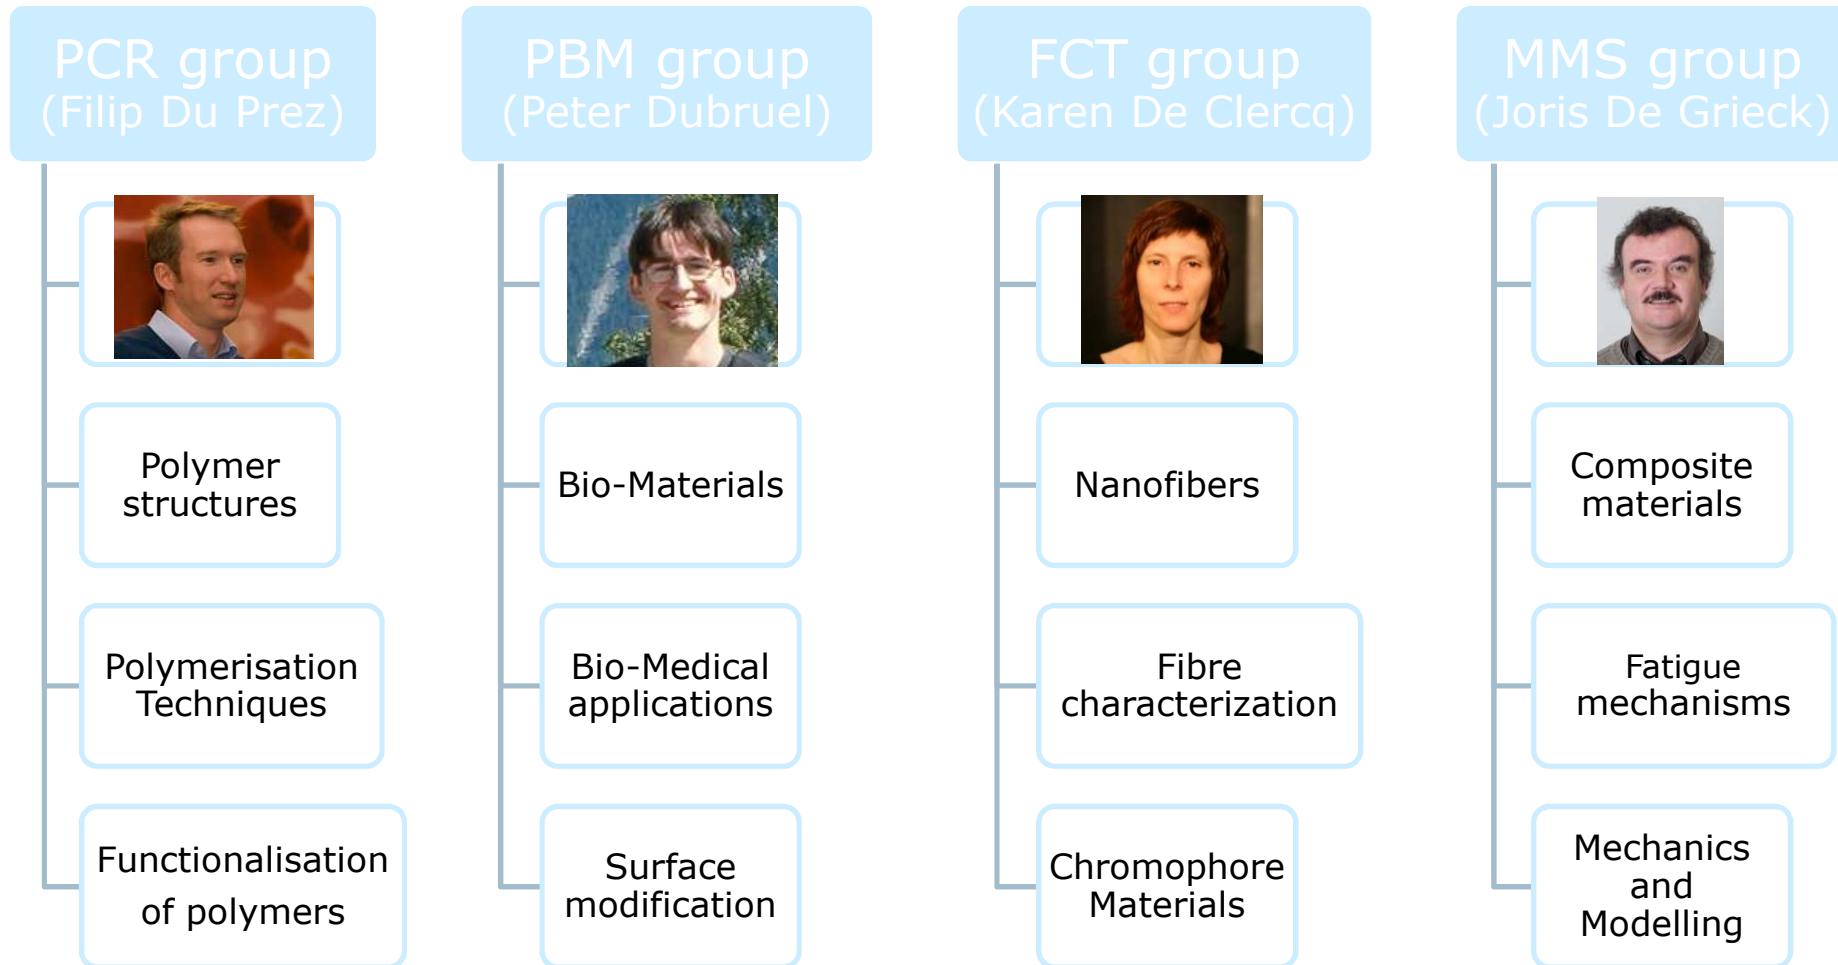 PCR group
(Filip Du Prez)
Polymer
structures
Polymerisation
Techniques
Functionalisation
of polymers
PBM group
(Peter Dubruel)
Bio-Materials
Bio-Medical
applications
Surface
modification
FCT group
(Karen De Clercq)
Nanofibers
Fibre
characterization
Chromophore
Materials
MMS group
(Joris De Grieck)
Composite
materials
Fatigue
mechanisms
Mechanics
and
Modelling